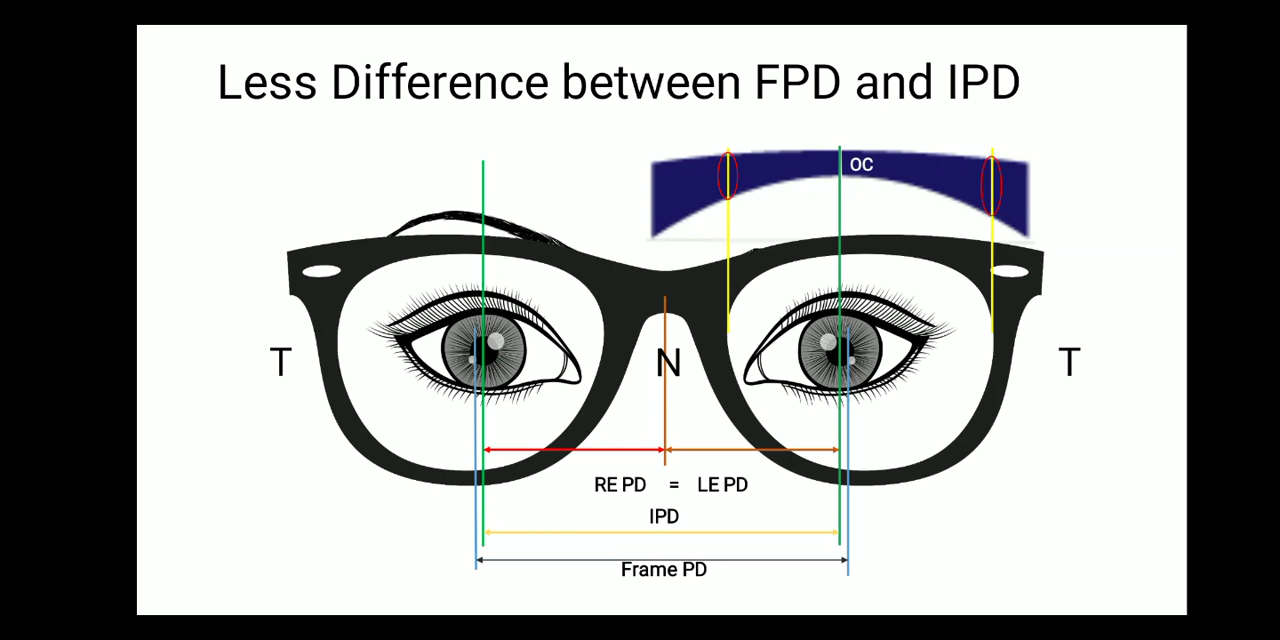 Less Difference between FPD and IPD
OC
T N T
RE PD = LE PD
IPD
Frame PD